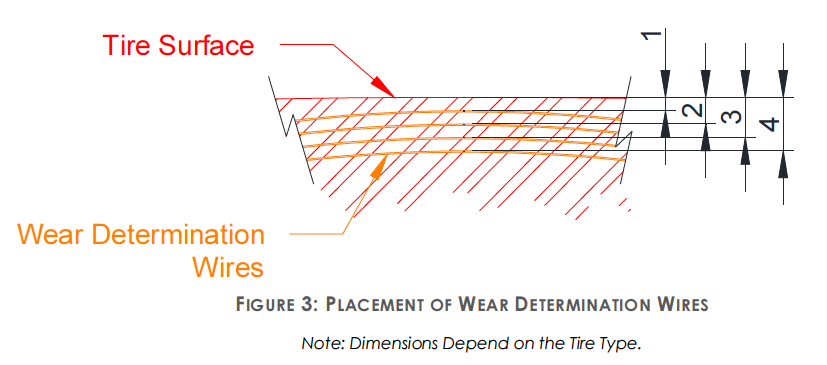 Tire Surface
1
2
3
4
Wear Determination
Wires
FIGURE 3: PLACEMENT OF WEAR DETERMINATION WIRES
Note: Dimensions Depend on the Tire Type.